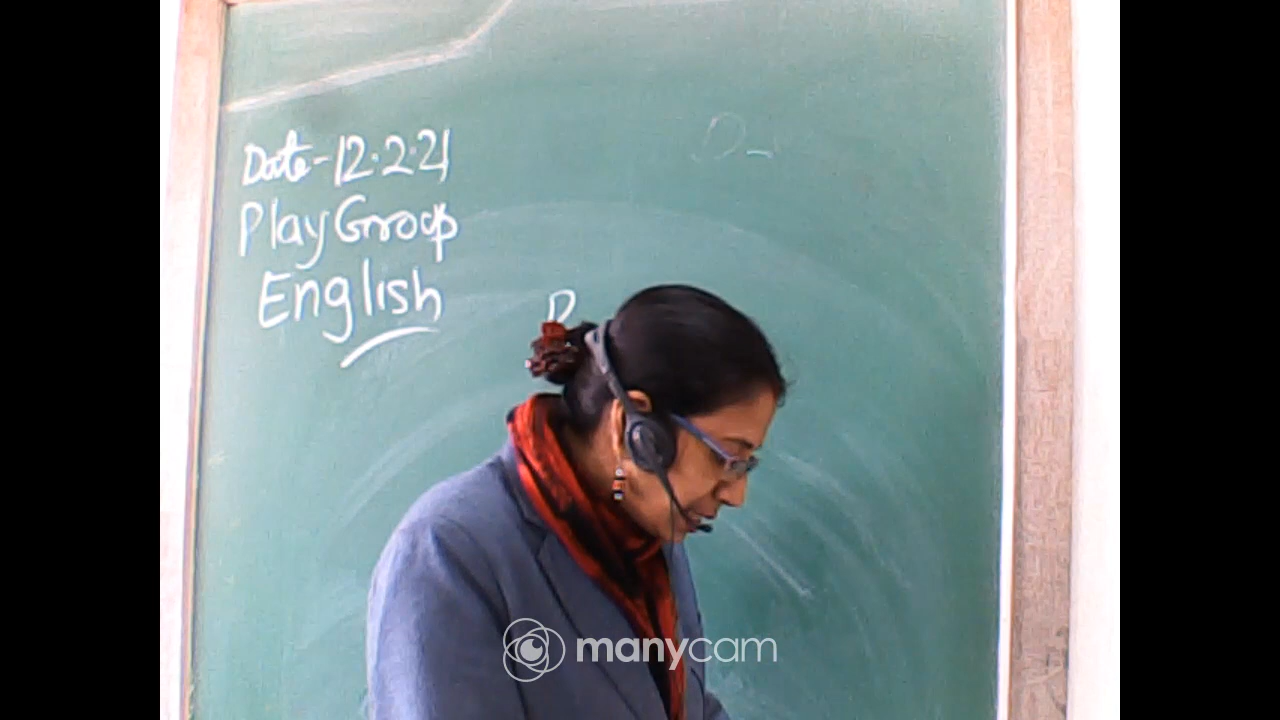 Date-12.2.21
Play Group
English
D-
D
manycam